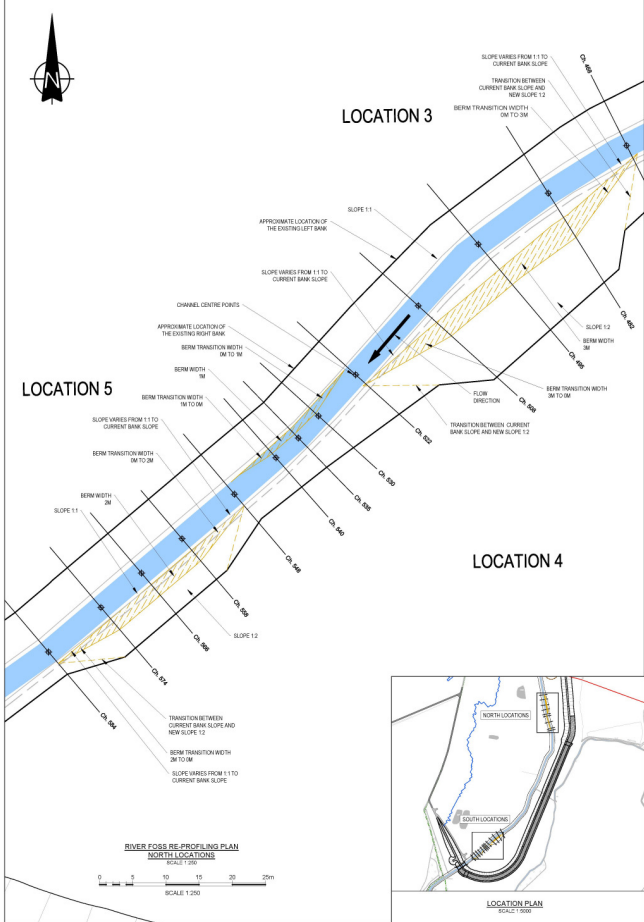 N
SLOPE VARIES FROM 1:1 TO
CURRENT BANK SLOPE
Ch. 468
TRANSITION BETWEEN
CURRENT BANK SLOPE AND
NEW SLOPE 1:2
BERM TRANSITION WIDTH
0M TO 3M
LOCATION 3
SLOPE 1:1
APPROXIMATE LOCATION OF
THE EXISTING LEFT BANK
SLOPE VARIES FROM 1:1 TO
CURRENT BANK SLOPE
CHANNEL CENTRE POINTS
Ch. 482
APPROXIMATE LOCATION OF
THE EXISTING RIGHT BANK
SLOPE 1:2
BERM WIDTH
3M
Ch. 495
BERM TRANSITION WIDTH
0M TO 1M
BERM WIDTH
1M
LOCATION 5
BERM TRANSITION WIDTH
1M TO 0M
FLOW
DIRECTION
BERM TRANSITION WIDTH
3M TO 0M
Ch. 508
SLOPE VARIES FROM 1:1 TO
CURRENT BANK SLOPE
TRANSITION BETWEEN CURRENT
BANK SLOPE AND NEW SLOPE 1:2
Ch. 522
BERM TRANSITION WIDTH
0M TO 2M
Ch. 530
BERM WIDTH
2M
Ch. 535
SLOPE 1:1
Ch. 540
LOCATION 4
Ch. 548
Ch. 556
SLOPE 1:2
Ch. 566
Ch. 574
Ch. 584
TRANSITION BETWEEN
CURRENT BANK SLOPE AND
NEW SLOPE 1:2
BERM TRANSITION WIDTH
2M TO 0M
SLOPE VARIES FROM 1:1 TO
CURRENT BANK SLOPE
NORTH LOCATIONS
SOUTH LOCATIONS
RIVER FOSS RE-PROFILING PLAN
NORTH LOCATIONS
SCALE 1:250
0 5 10 15 20 25m
SCALE 1:250
LOCATION PLAN
SCALE 1:5000